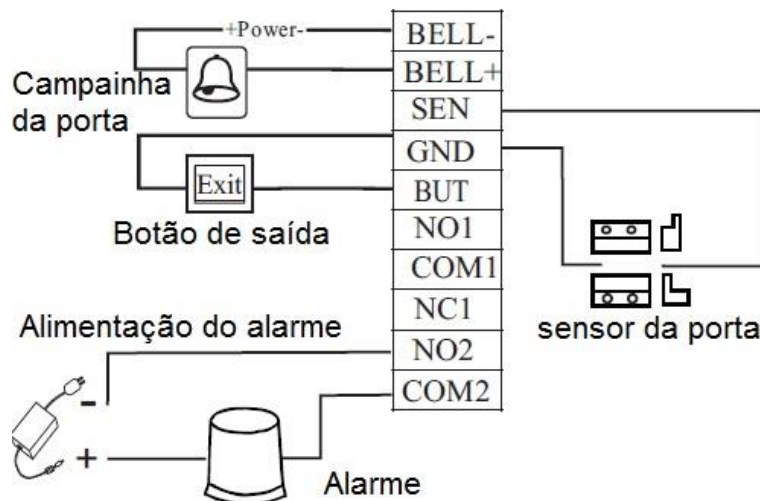 +Power-
BELL-
BELL+
Campainha
da porta
SEN
GND
Exit
BUT
Botão de saída
NO1
COM1
NC1
sensor da porta
Alimentação do alarme
NO2
-
COM2
+
Alarme